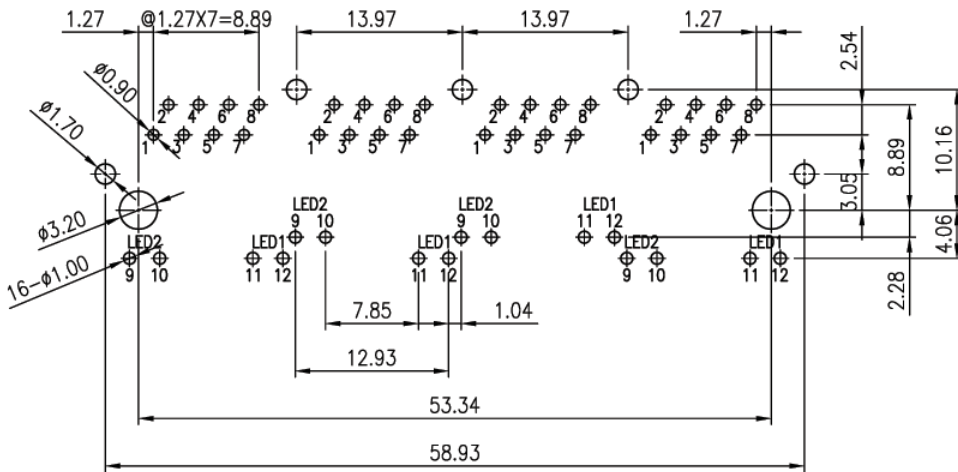 1.27 @1.27X7=8.89 13.97 13.97 1.27
2.54
ø0.90
ø1.70
2 4 6 8 2 4 6 8 2 4 6 8 2 4 6 8
1 3 5 7 1 3 5 7 1 3 5 7 1 3 5 7
8.89
10.16
3.05
ø3.20
LED2 LED2 LED1
9 10 9 10 11 12
LED2 LED1 LED1 LED2 LED1
4.06
16-ø1.00
9 10 11 12 11 12 9 10 11 12
2.28
7.85 1.04
12.93
53.34
58.93